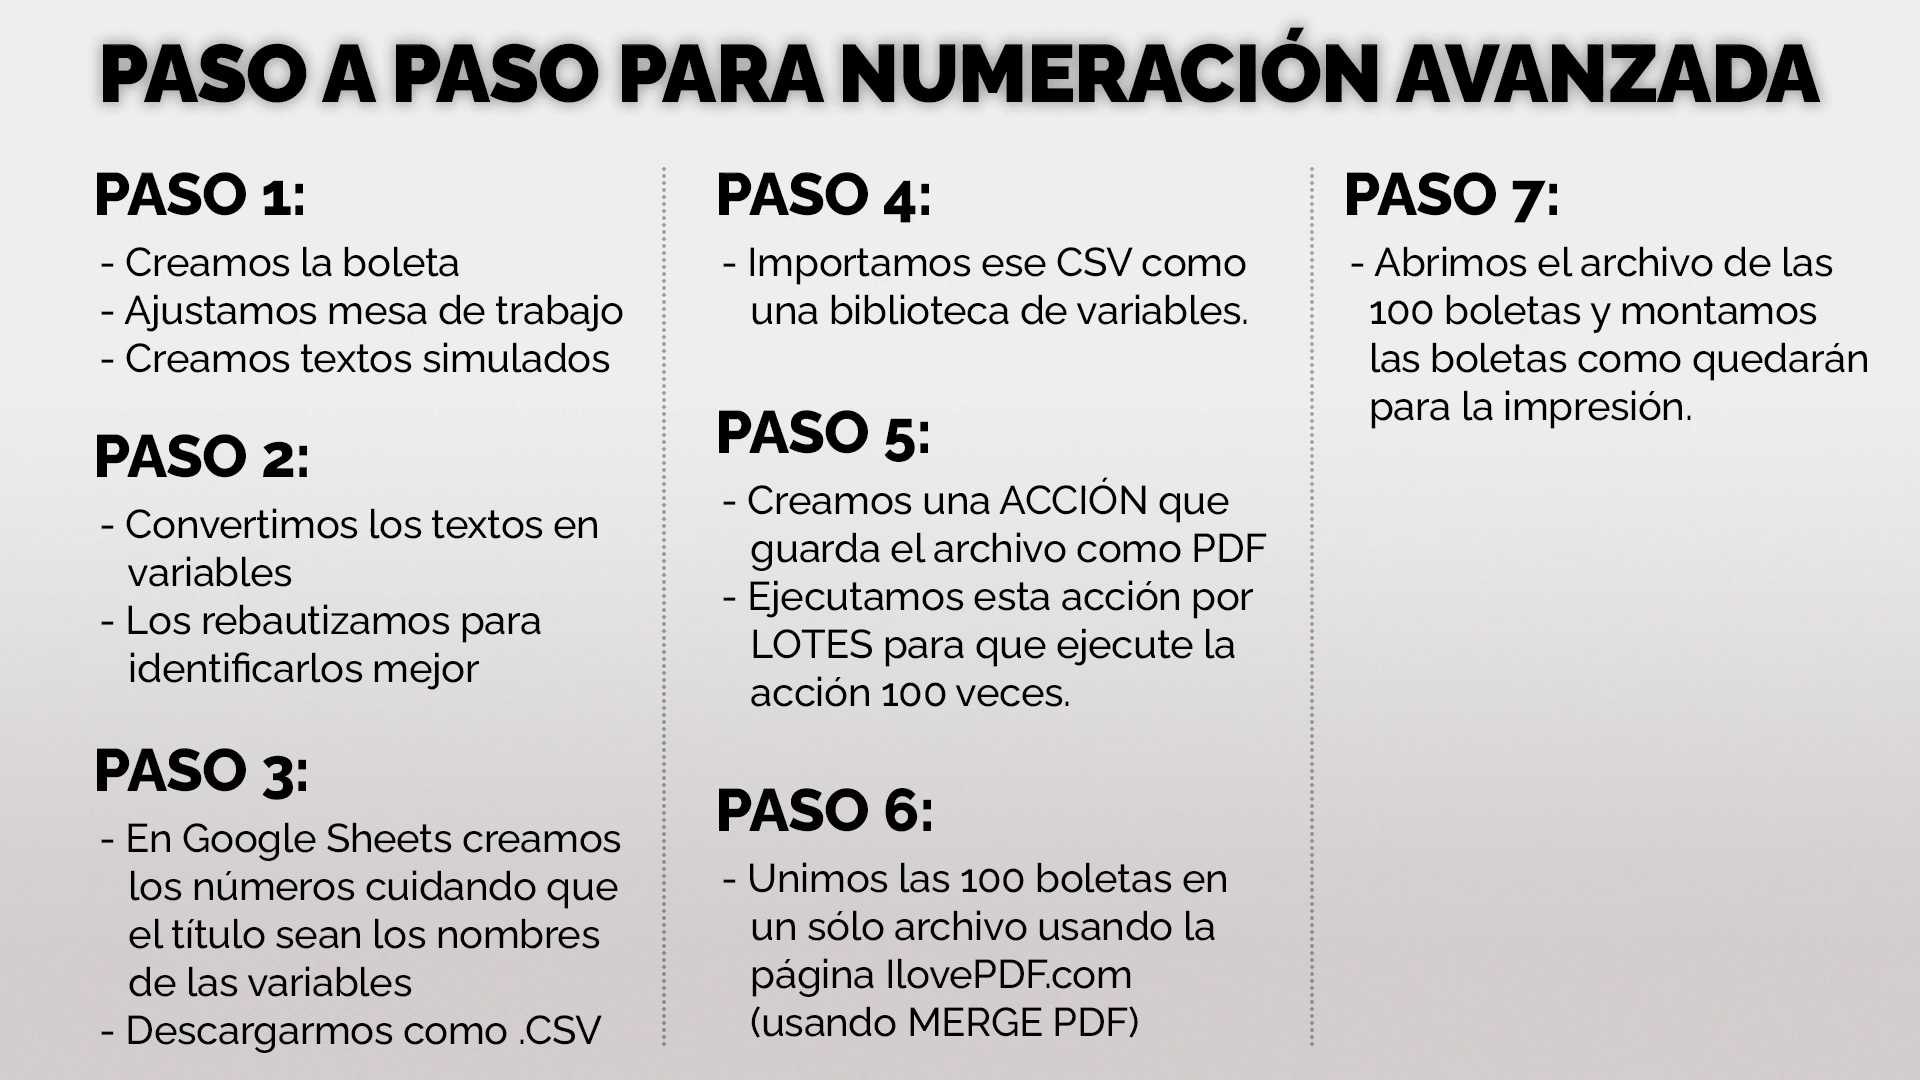 PASO A PASO PARA NUMERACIÓN AVANZADA
PASO 1:
- Creamos la boleta
- Ajustamos mesa de trabajo
- Creamos textos simulados
PASO 2:
- Convertimos los textos en
variables
- Los rebautizamos para
identificarlos mejor
PASO 3:
- En Google Sheets creamos
los números cuidando que
el título sean los nombres
de las variables
- Descargarmos como .CSV
PASO 4:
- Importamos ese CSV como
una biblioteca de variables.
PASO 5:
- Creamos una ACCIÓN que
guarda el archivo como PDF
- Ejecutamos esta acción por
LOTES para que ejecute la
acción 100 veces.
PASO 6:
- Unimos las 100 boletas en
un sólo archivo usando la
página IlovePDF.com
(usando MERGE PDF)
PASO 7:
- Abrimos el archivo de las
100 boletas y montamos
las boletas como quedarán
para la impresión.